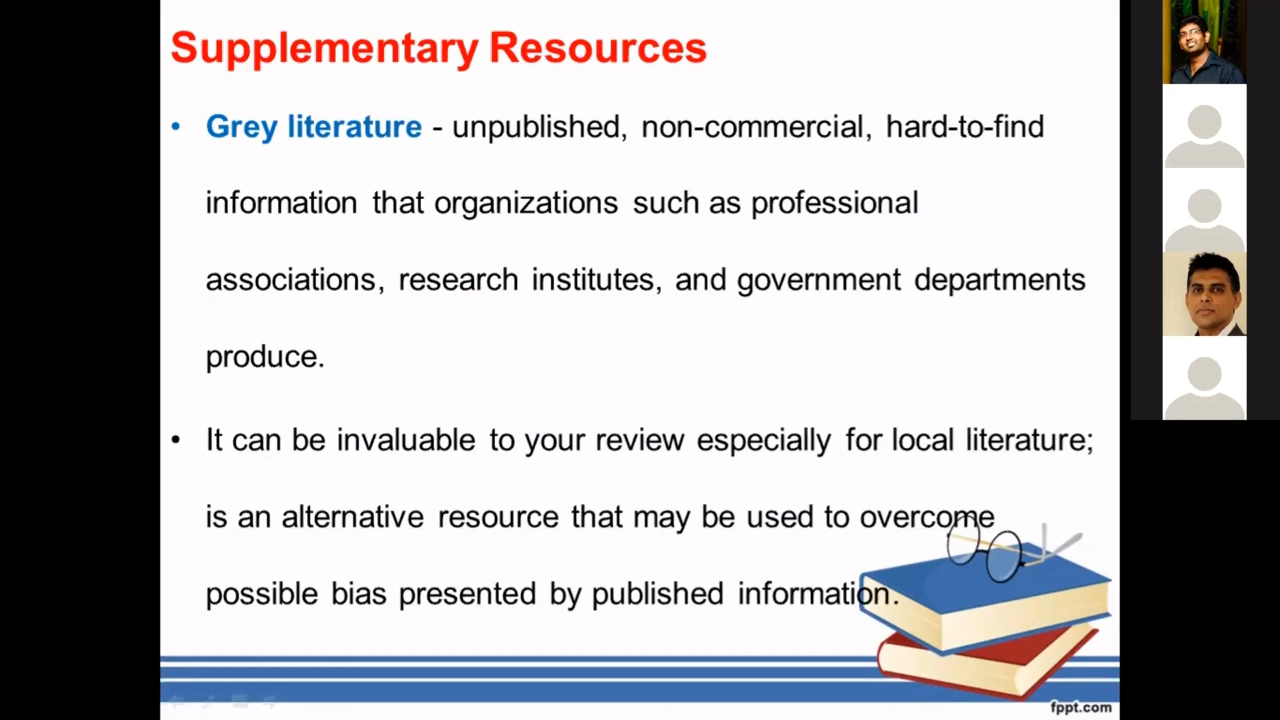 Supplementary Resources
• Grey literature - unpublished, non-commercial, hard-to-find
information that organizations such as professional
associations, research institutes, and government departments
produce.
• It can be invaluable to your review especially for local literature;
is an alternative resource that may be used to overcome
possible bias presented by published information.
fppt.com